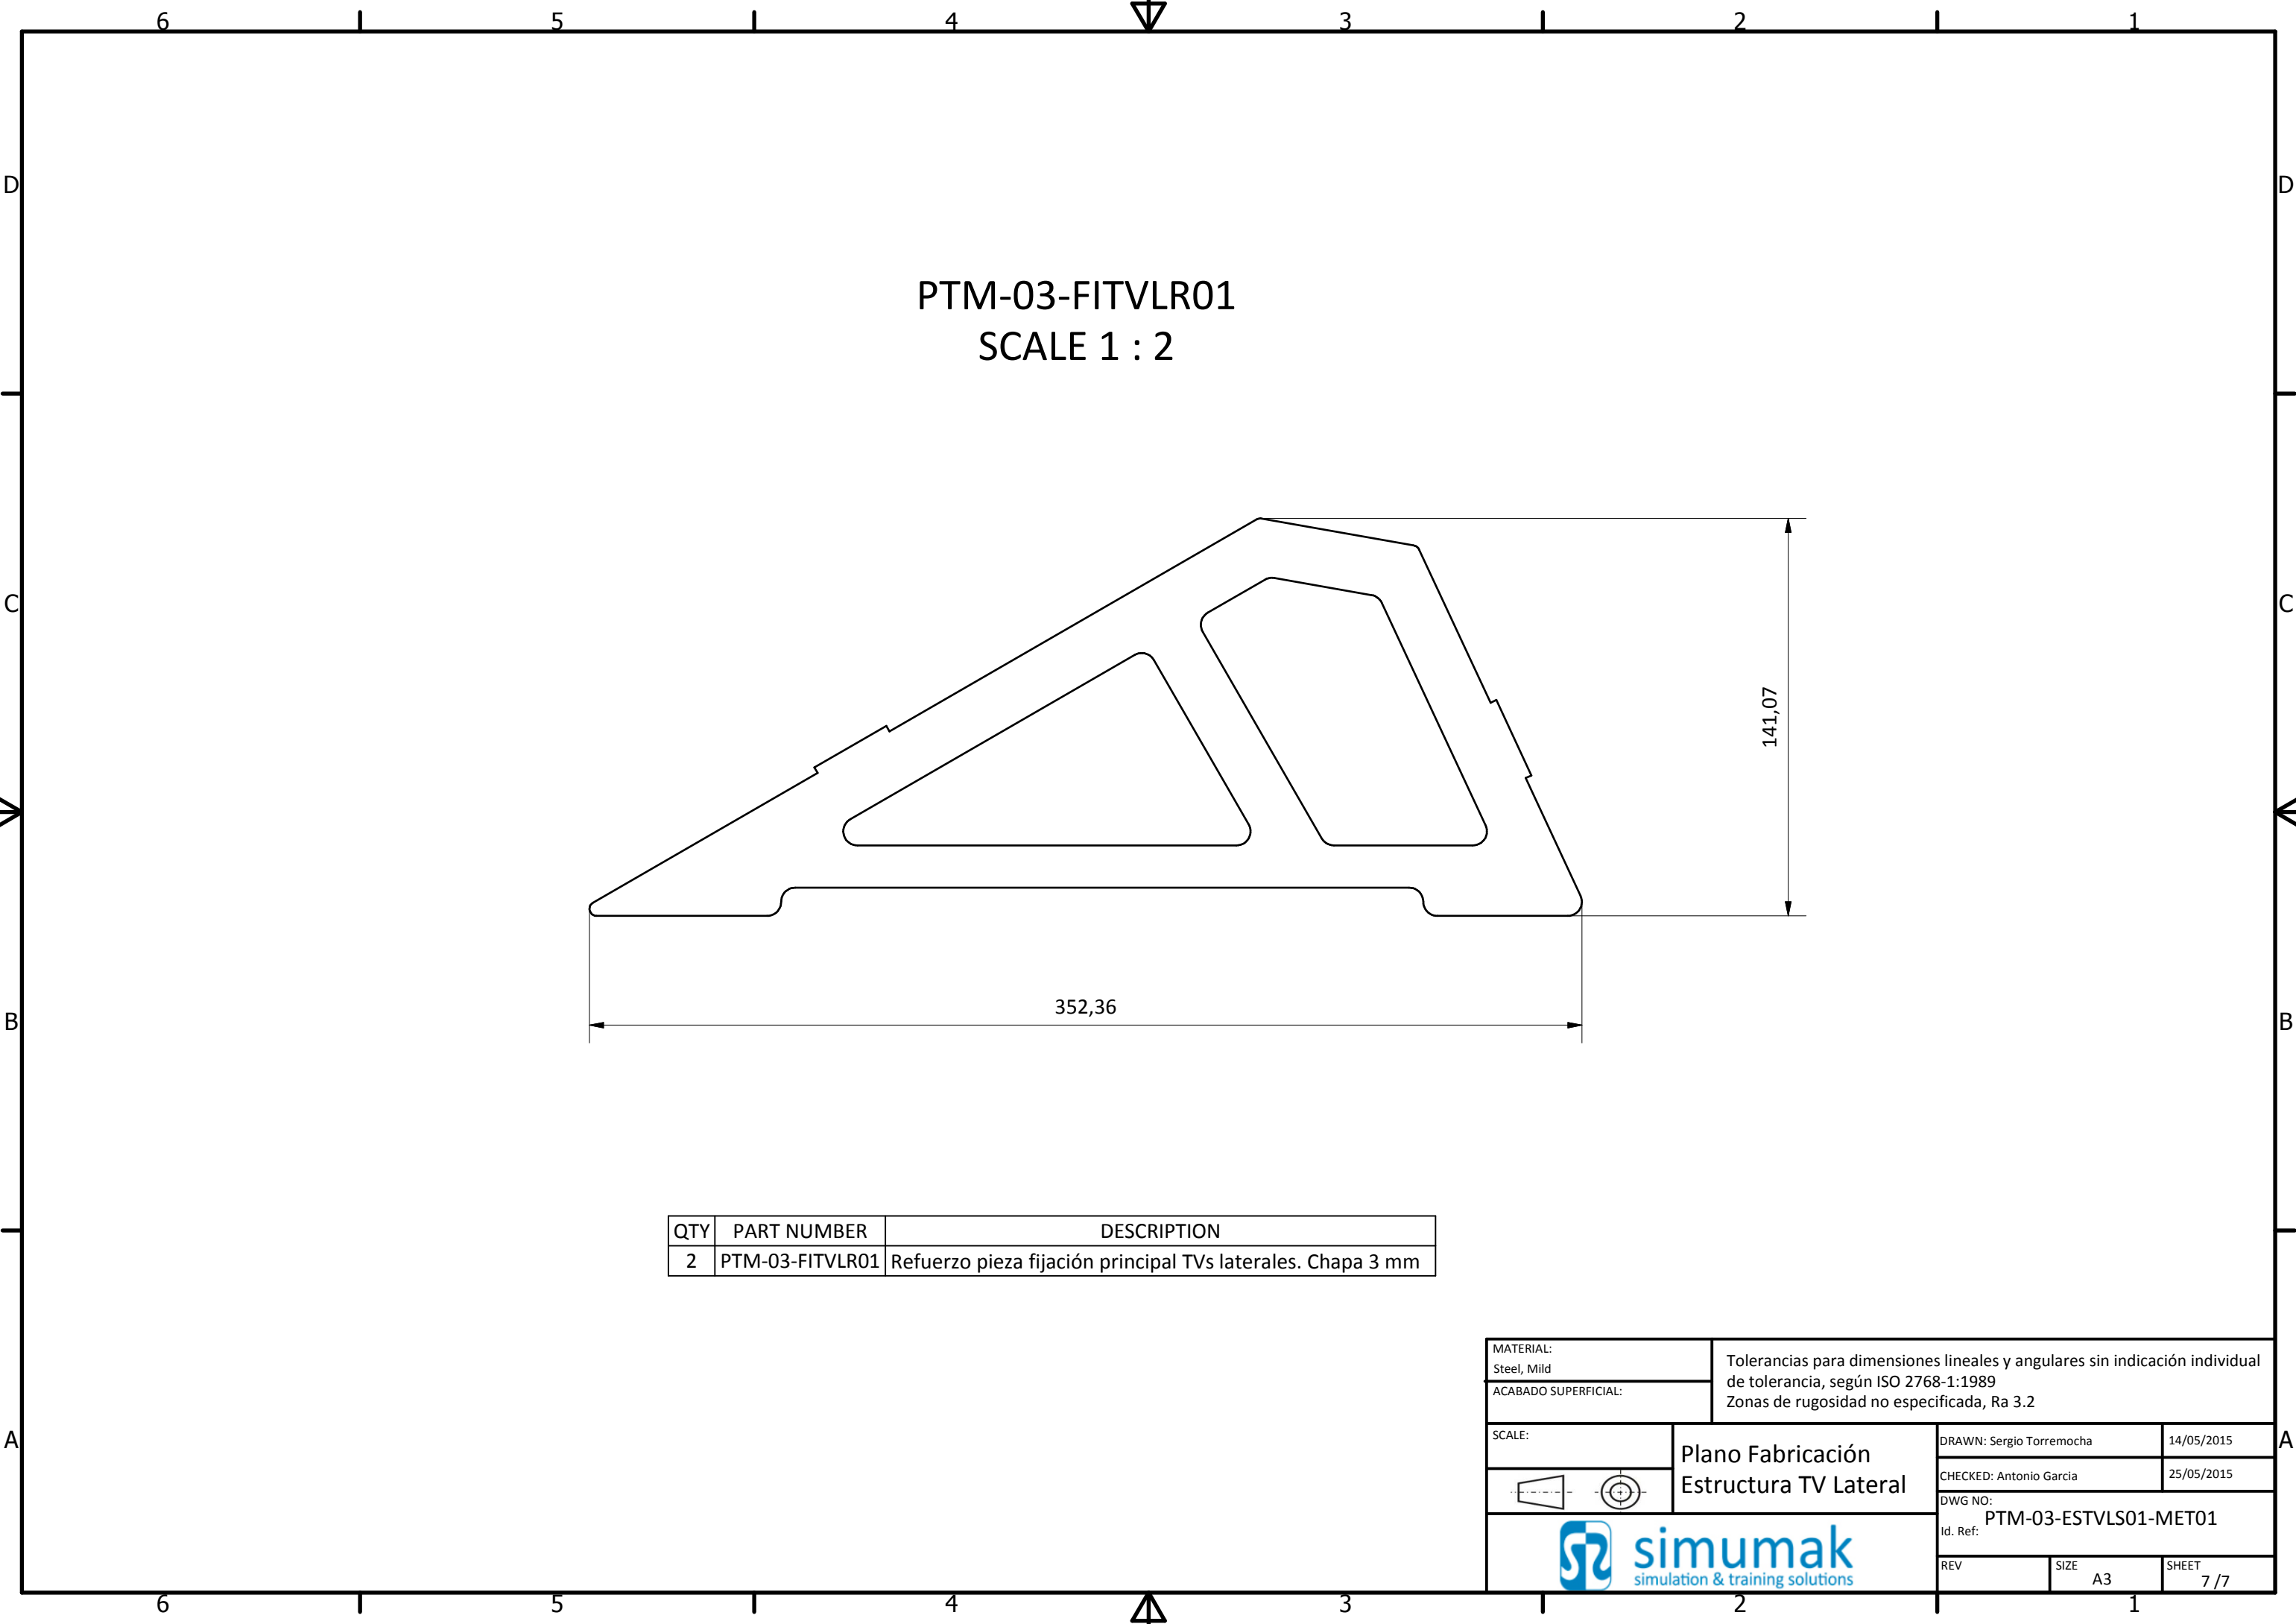 6 5 4 3 2 1
D D
PTM-03-FITVLR01
SCALE 1 : 2
C C
141,07
352,36
B B
QTY PART NUMBER DESCRIPTION
2 PTM-03-FITVLR01 Refuerzo pieza fijación principal TVs laterales. Chapa 3 mm
MATERIAL:
Steel, Mild
ACABADO SUPERFICIAL:
Tolerancias para dimensiones lineales y angulares sin indicación individual
de tolerancia, según ISO 2768-1:1989
Zonas de rugosidad no especificada, Ra 3.2
A A
SCALE:
Plano Fabricación
Estructura TV Lateral
DRAWN: Sergio Torremocha 14/05/2015
CHECKED: Antonio Garcia 25/05/2015
DWG NO:
PTM-03-ESTVLS01-MET01
Id. Ref:
simumak
simulation & training solutions
REV SIZE A3 SHEET 7 /7
6 5 4 3 2 1